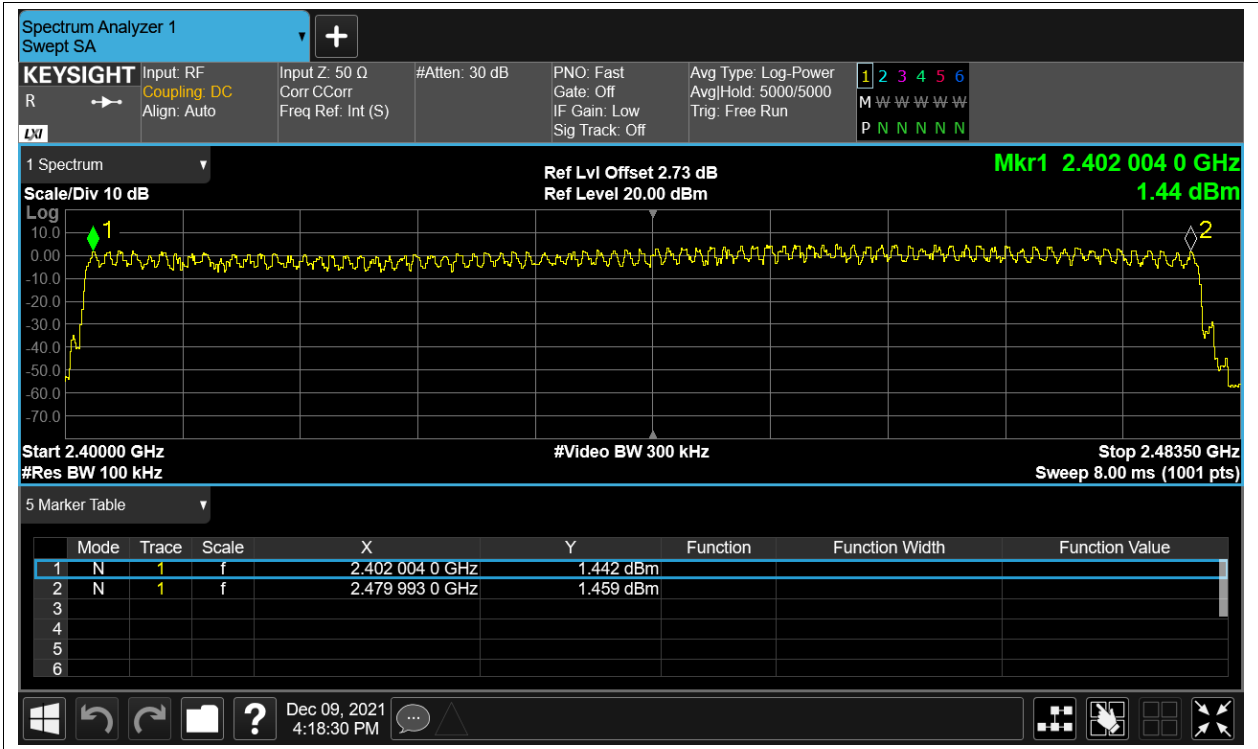 Spectrum Analyzer 1
Swept SA
KEYSIGHT Input: RF Input Z: 50 Ω #Atten: 30 dB PNO: Fast Avg Type: Log-Power 1 2 3 4 5 6
R Coupling: DC Corr CCorr Gate: Off Avg|Hold: 5000/5000 M W W W W W W
Align: Auto Freq Ref: Int (S) IF Gain: Low Trig: Free Run
LXI Sig Track: Off P N N N N N N
1 Spectrum Ref Lvl Offset 2.73 dB Mkr1 2.402 004 0 GHz
Scale/Div 10 dB Ref Level 20.00 dBm 1.44 dBm
Log
10.0 1 2
0.00
-10.0
-20.0
-30.0
-40.0
-50.0
-60.0
-70.0
Start 2.40000 GHz #Video BW 300 kHz Stop 2.48350 GHz
#Res BW 100 kHz Sweep 8.00 ms (1001 pts)
5 Marker Table
Mode Trace Scale X Y Function Function Width Function Value
1 N 1 f 2.402 004 0 GHz 1.442 dBm
2 N 1 f 2.479 993 0 GHz 1.459 dBm
3
4
5
6
? Dec 09, 2021
4:18:30 PM